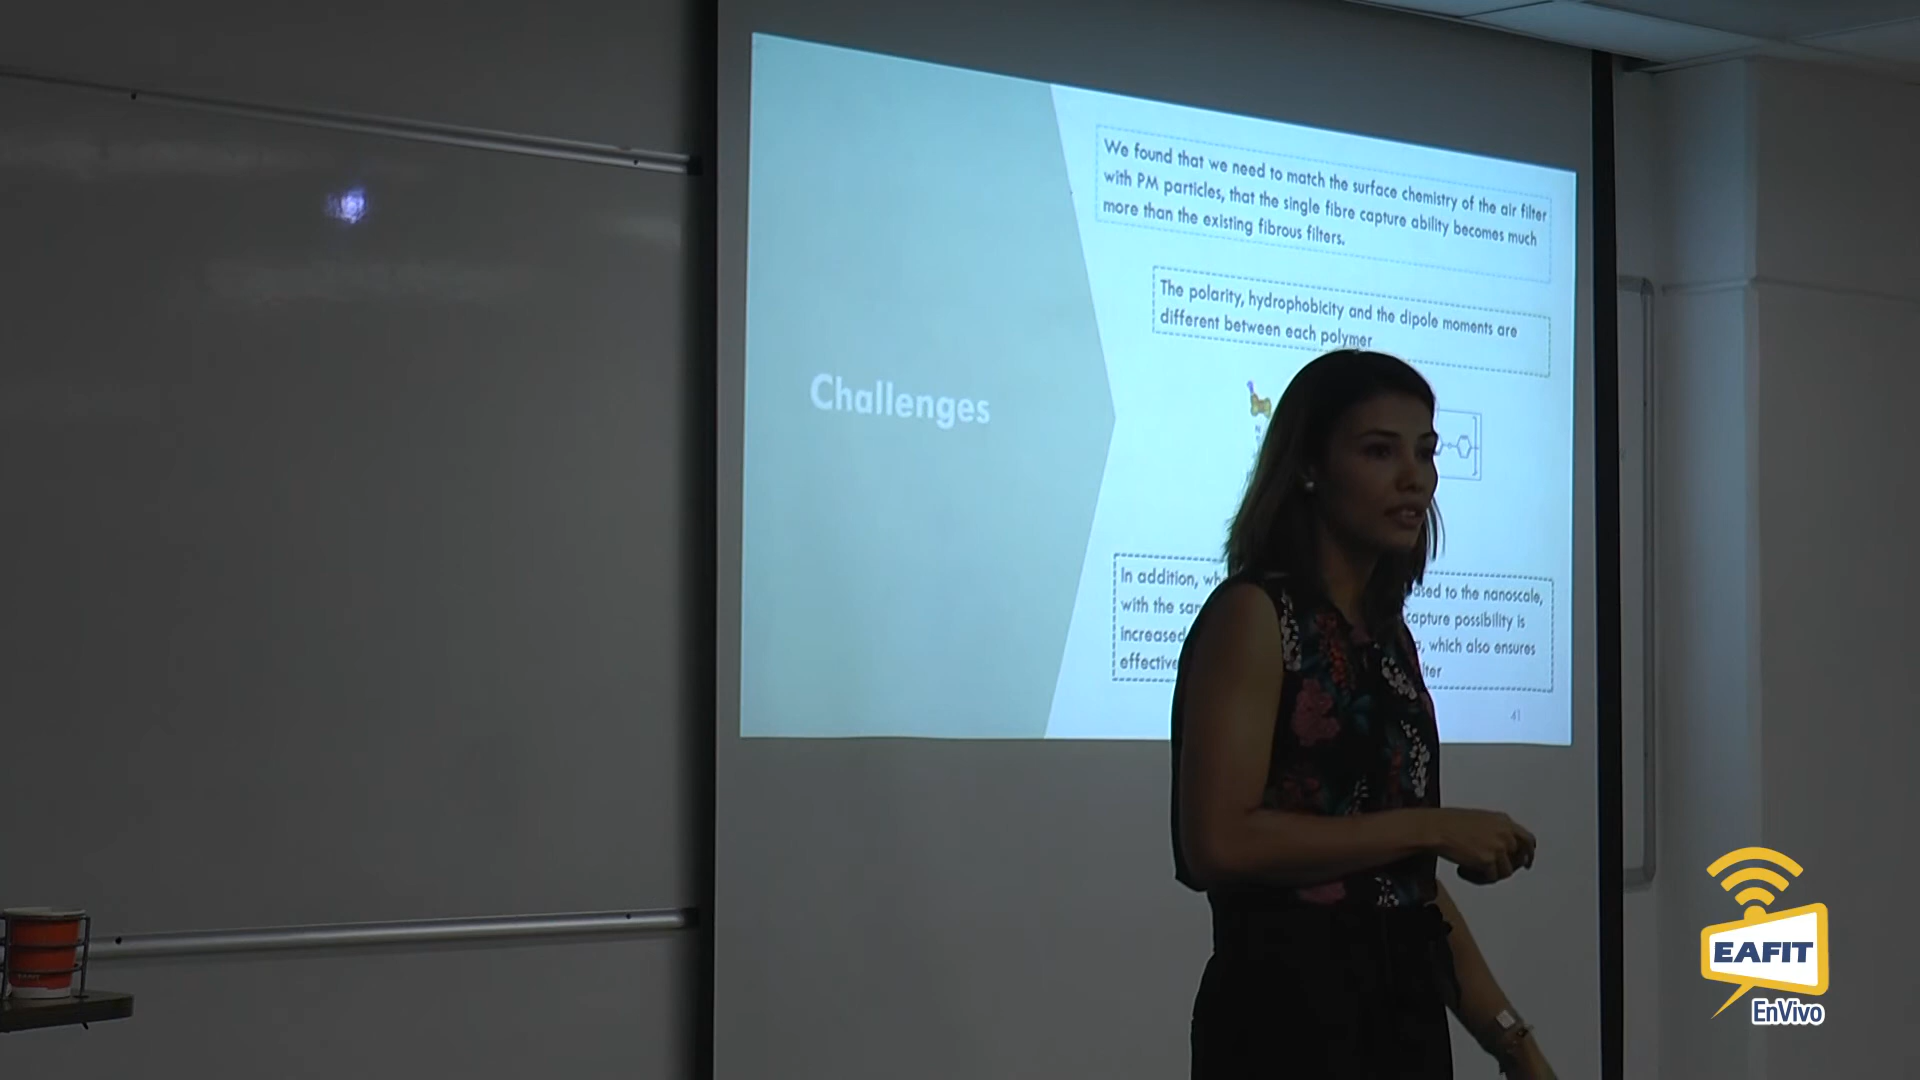 Challenges
We found that we need to match the surface chemistry of the air filter
with PM particles, that the single fibre capture ability becomes much
more than the existing fibrous filters.
The polarity, hydrophobicity and the dipole moments are
different between each polymer
In addition, to the nanoscale,
with the capture possibility is
increased which also ensures
41
EAFIT
EnVivo